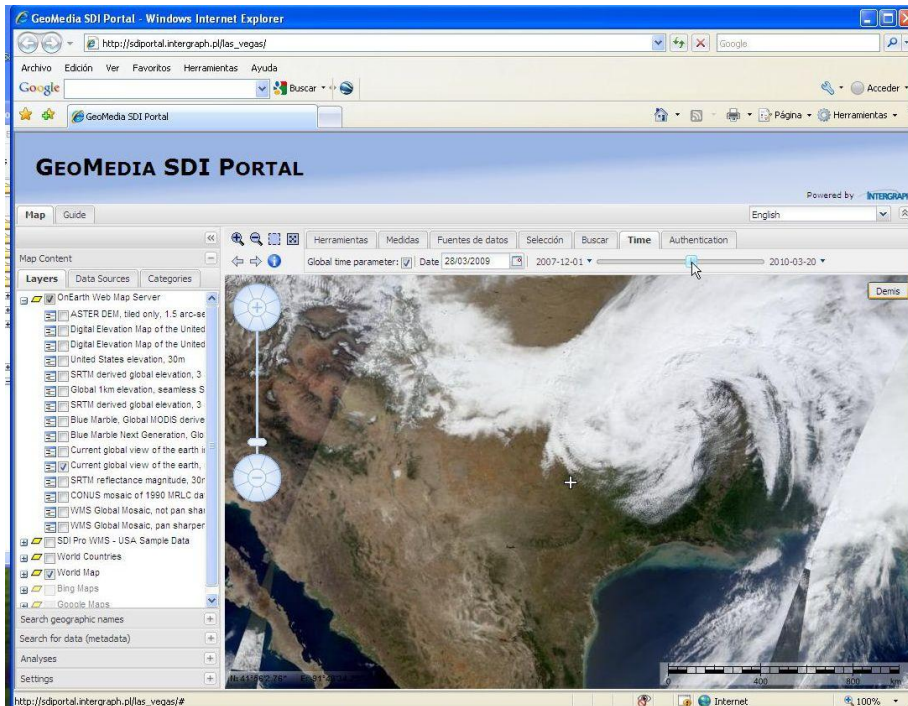 GeoMedia SDI Portal - Windows Internet Explorer
http://sdiportal.intergraph.pl/las_vegas/
Google
Archivo Edición Ver Favoritos Herramientas Ayuda
Google Buscar Acceder
GeoMedia SDI Portal Página Herramientas
GEOMEDIA SDI PORTAL
Powered by INTERGRAPH
Map Guide English
Herramientas Medidas Fuentes de datos Selección Buscar Time Authentication
Map Content
Global time parameter: Date 28/03/2009 2007-12-01 2010-03-20
Layers Data Sources Categories
Demis
OnEarth Web Map Server
ASTER DEM, tiled only, 1.5 arc-se
Digital Elevation Map of the United
Digital Elevation Map of the United
United States elevation, 30m
SRTM derived global elevation, 3
Global 1km elevation, seamless S
SRTM derived global elevation, 3
Blue Marble, Global MODIS derive
Blue Marble Next Generation, Glo
Current global view of the earth i
Current global view of the earth,
SRTM reflectance magnitude, 30r
CONUS mosaic of 1990 MRLC da
WMS Global Mosaic, not pan shar
WMS Global Mosaic, pan sharper
SDI Pro WMS - USA Sample Data
World Countries
World Map
Bing Maps
Google Maps
Search geographic names
Search for data (metadata)
Analyses
Settings
0 400 800 km
http://sdiportal.intergraph.pl/las_vegas/#
Internet 100%